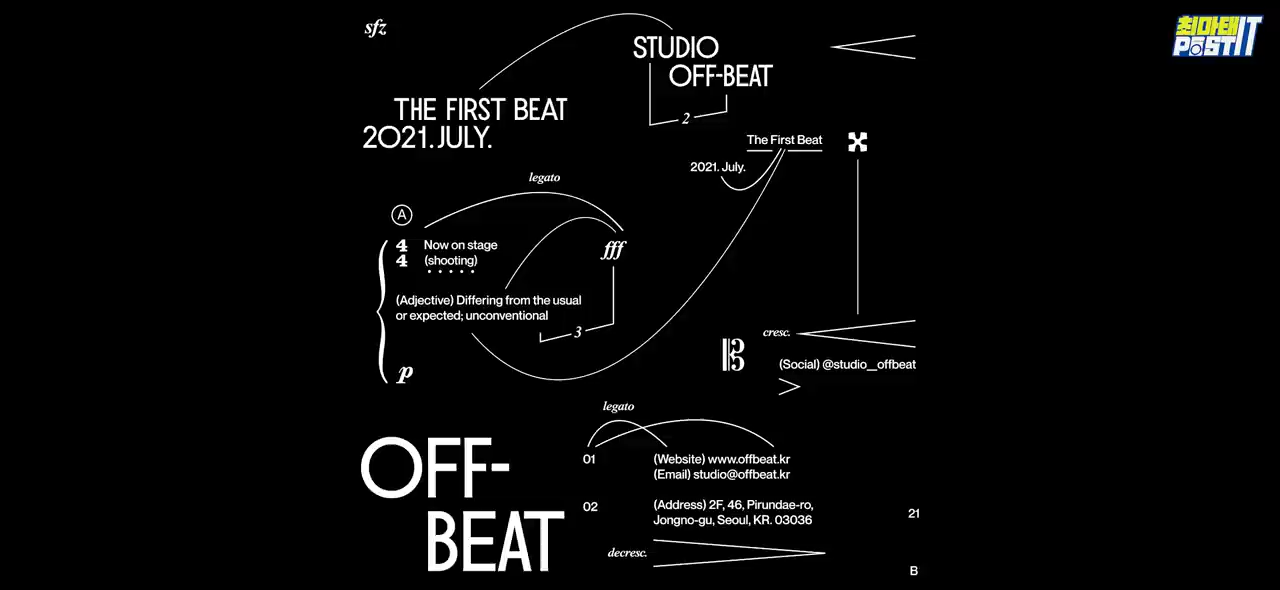 sfz
STUDIO
OFF-BEAT
THE FIRST BEAT
2021. JULY.
2
The First Beat
2021. July.
legato
A
4
4
Now on stage
(shooting)
fff
(Adjective) Differing from the usual
or expected; unconventional
3
p
cresc.
(Social) @studio__offbeat
legato
OFF-
BEAT
01
(Website) www.offbeat.kr
(Email) studio@offbeat.kr
02
(Address) 2F, 46, Pirundae-ro,
Jongno-gu, Seoul, KR. 03036
21
decresc.
B
최마태
POST IT